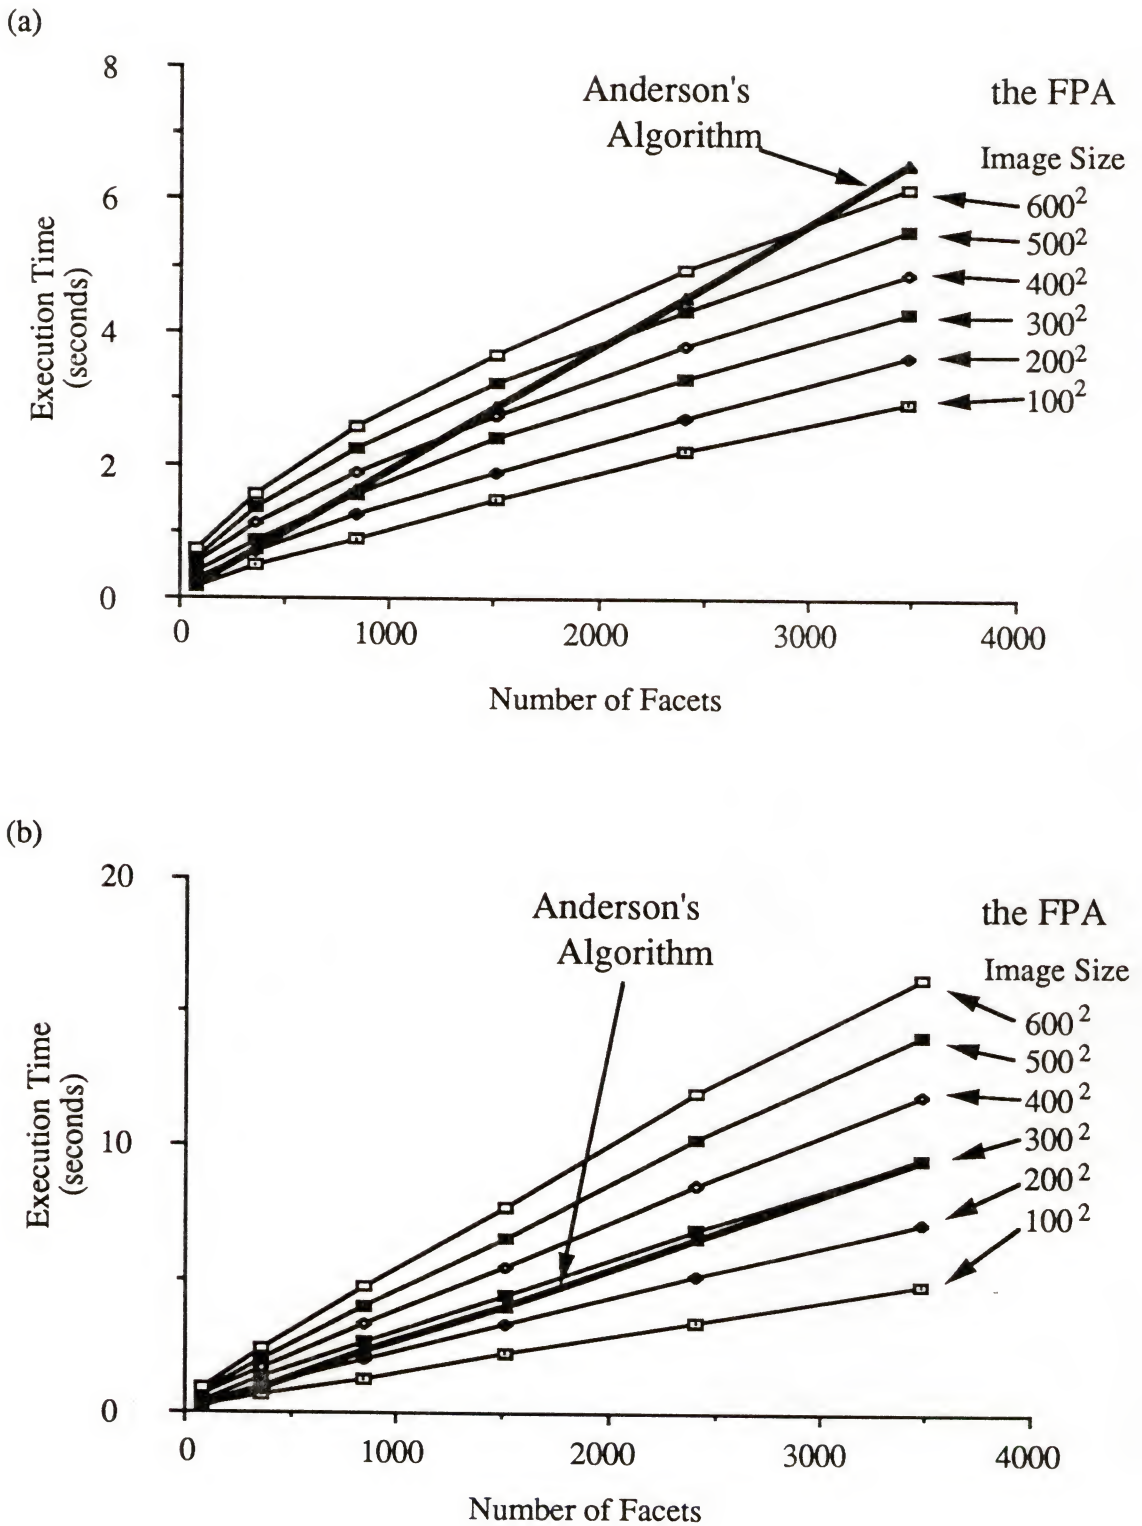 (a)
8
6
4
2
0
Execution Time
(seconds)
Anderson's
Algorithm
the FPA
Image Size
600²
500²
400²
300²
200²
100²
0
1000
2000
3000
4000
Number of Facets
(b)
20
10
0
Execution Time
(seconds)
Anderson's
Algorithm
the FPA
Image Size
600²
500²
400²
300²
200²
100²
0
1000
2000
3000
4000
Number of Facets